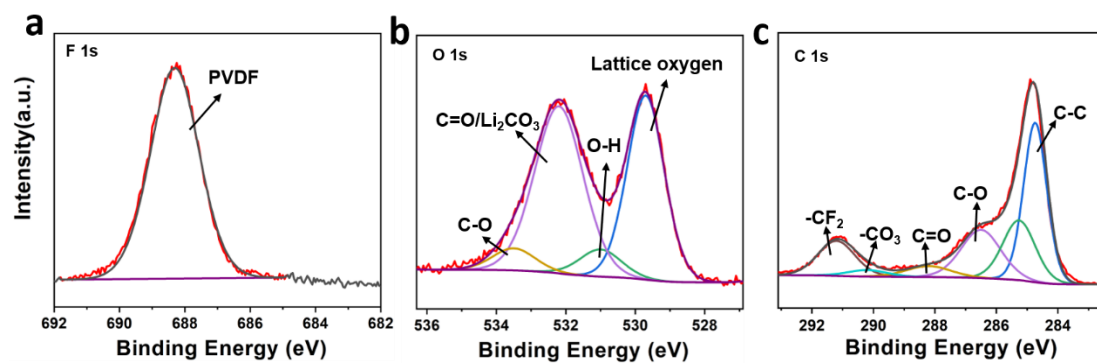 a
F 1s
PVDF
Intensity(a.u.)
692 690 688 686 684 682
Binding Energy (eV)
b
O 1s
Lattice oxygen
C=O/Li₂CO₃
O-H
C-O
536 534 532 530 528
Binding Energy (eV)
c
C 1s
C-C
C-O
-CF₂
-CO₃
C=O
292 290 288 286 284
Binding Energy (eV)